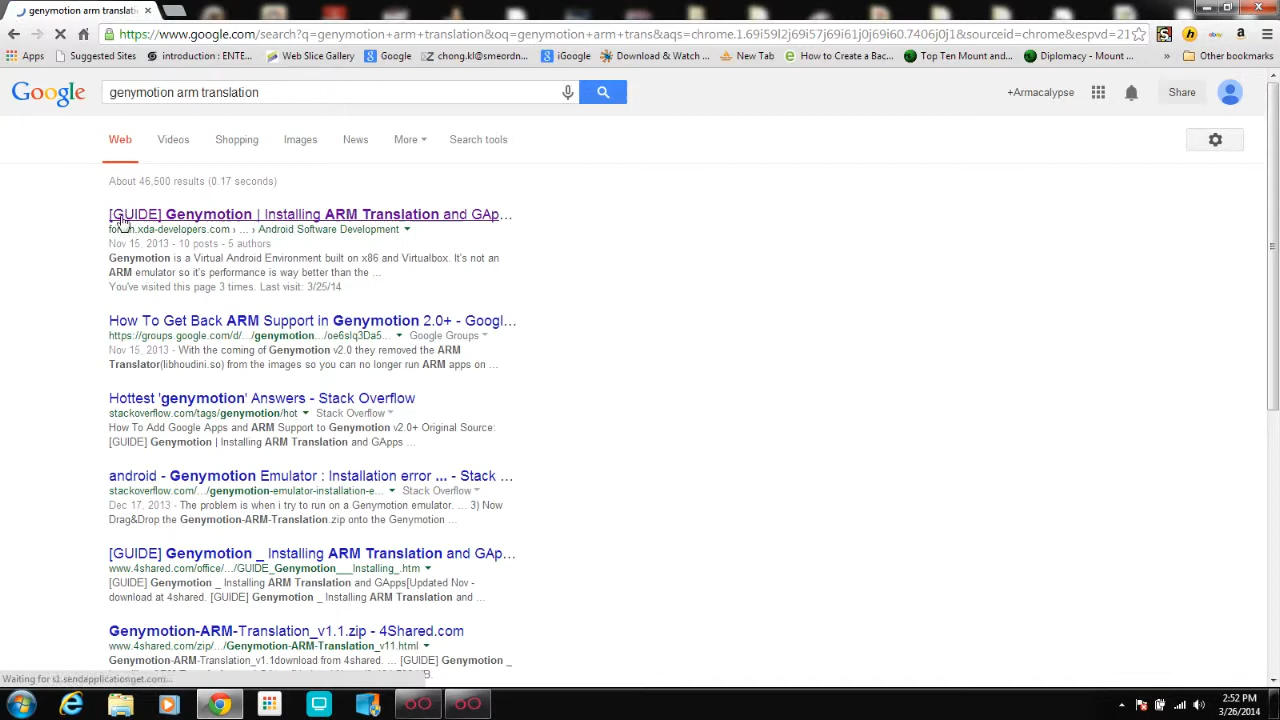 genymotion arm translati
https://www.google.com/search?q=genymotion+arm+translation&oq=genymotion+arm+trans&aqs=chrome.1.69i59l2j69i57j69i61j0j69i60.7406j0j1&sourceid=chrome&espvd=21
Apps Suggested Sites introduction : ENTE... Web Slice Gallery Google chong.kl@smeordn... iGoogle Download & Watch ... New Tab How to Create a Bac... Top Ten Mount and... Diplomacy - Mount ... » Other bookmarks
Google genymotion arm translation +Armacalypse Share
Web Videos Shopping Images News More Search tools
About 46,500 results (0.17 seconds)
[GUIDE] Genymotion | Installing ARM Translation and GAp...
forum.xda-developers.com › ... › Android Software Development
Nov 15, 2013 - 10 posts - 5 authors
Genymotion is a Virtual Android Environment built on x86 and Virtualbox. It's not an
ARM emulator so it's performance is way better than the ...
You've visited this page 3 times. Last visit: 3/25/14
How To Get Back ARM Support in Genymotion 2.0+ - Googl...
https://groups.google.com/d/.../genymotion.../oe6slq3Da5... Google Groups
Nov 15, 2013 - With the coming of Genymotion v2.0 they removed the ARM
Translator(libhoudini.so) from the images so you can no longer run ARM apps on ...
Hottest 'genymotion' Answers - Stack Overflow
stackoverflow.com/tags/genymotion/hot Stack Overflow
How To Add Google Apps and ARM Support to Genymotion v2.0+ Original Source:
[GUIDE] Genymotion | Installing ARM Translation and GApps ...
android - Genymotion Emulator : Installation error ... - Stack ...
stackoverflow.com/.../genymotion-emulator-installation-e... Stack Overflow
Dec 17, 2013 - The problem is when i try to run on a Genymotion emulator. ... 3) Now
Drag&Drop the Genymotion-ARM-Translation.zip onto the Genymotion ...
[GUIDE] Genymotion _ Installing ARM Translation and GAp...
www.4shared.com/office/.../GUIDE_Genymotion___Installing_.htm
[GUIDE] Genymotion _ Installing ARM Translation and GApps[Updated Nov -
download at 4shared. [GUIDE] Genymotion _ Installing ARM Translation and ...
Genymotion-ARM-Translation_v1.1.zip - 4Shared.com
www.4shared.com/zip/.../Genymotion-ARM-Translation_v11.html
Genymotion-ARM-Translation_v1.1download from 4shared. ... [GUIDE] Genymotion _
Waiting for s1.sendapplicationget.com...
2:52 PM
3/26/2014